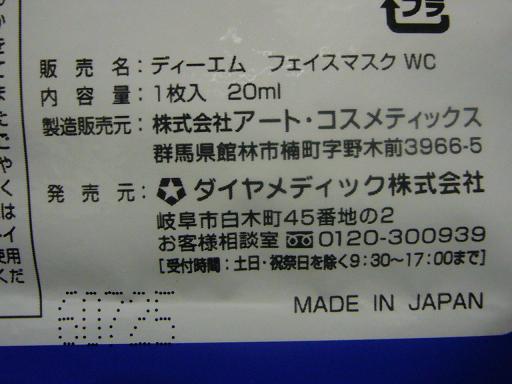 プラ
販売名：ディーエム　フェイスマスク WC
内容量：1枚入　20ml
製造販売元：株式会社アート・コスメティックス
群馬県館林市楠町字野木前3966-5
発売元：ダイヤメディック株式会社
岐阜市白木町45番地の2
お客様相談室 0120-300939
［受付時間：土日・祝祭日を除く9：30～17：00まで］
MADE IN JAPAN